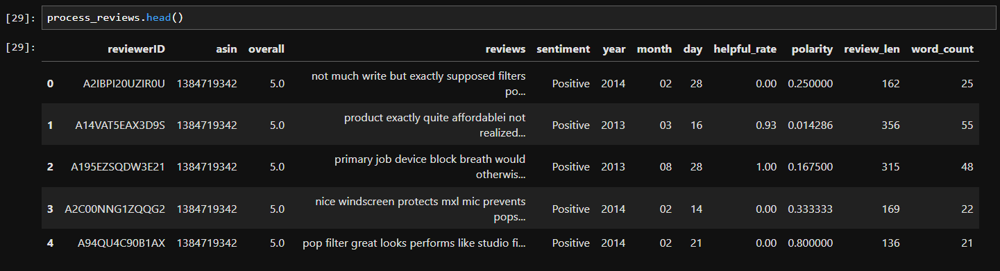 [29]: process_reviews.head()
[29]: reviewerID asin overall reviews sentiment year month day helpful_rate polarity review_len word_count
0 A2IBPI20UZIR0U 1384719342 5.0 not much write but exactly supposed filters
po... Positive 2014 02 28 0.00 0.250000 162 25
1 A14VAT5EAX3D9S 1384719342 5.0 product exactly quite affordablei not
realized... Positive 2013 03 16 0.93 0.014286 356 55
2 A195EZSQDW3E21 1384719342 5.0 primary job device block breath would
otherwis... Positive 2013 08 28 1.00 0.167500 315 48
3 A2C00NNG1ZQQG2 1384719342 5.0 nice windscreen protects mxl mic prevents
pops... Positive 2014 02 14 0.00 0.333333 169 22
4 A94QU4C90B1AX 1384719342 5.0 pop filter great looks performs like studio fi... Positive 2014 02 21 0.00 0.800000 136 21